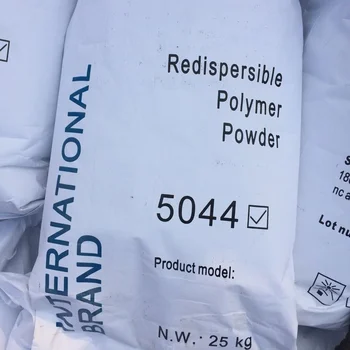 Redispersible
Polymer
Powder
5044
Product model:
N.W.: 25 kg
INTERNATIONAL
BRAND
Lot